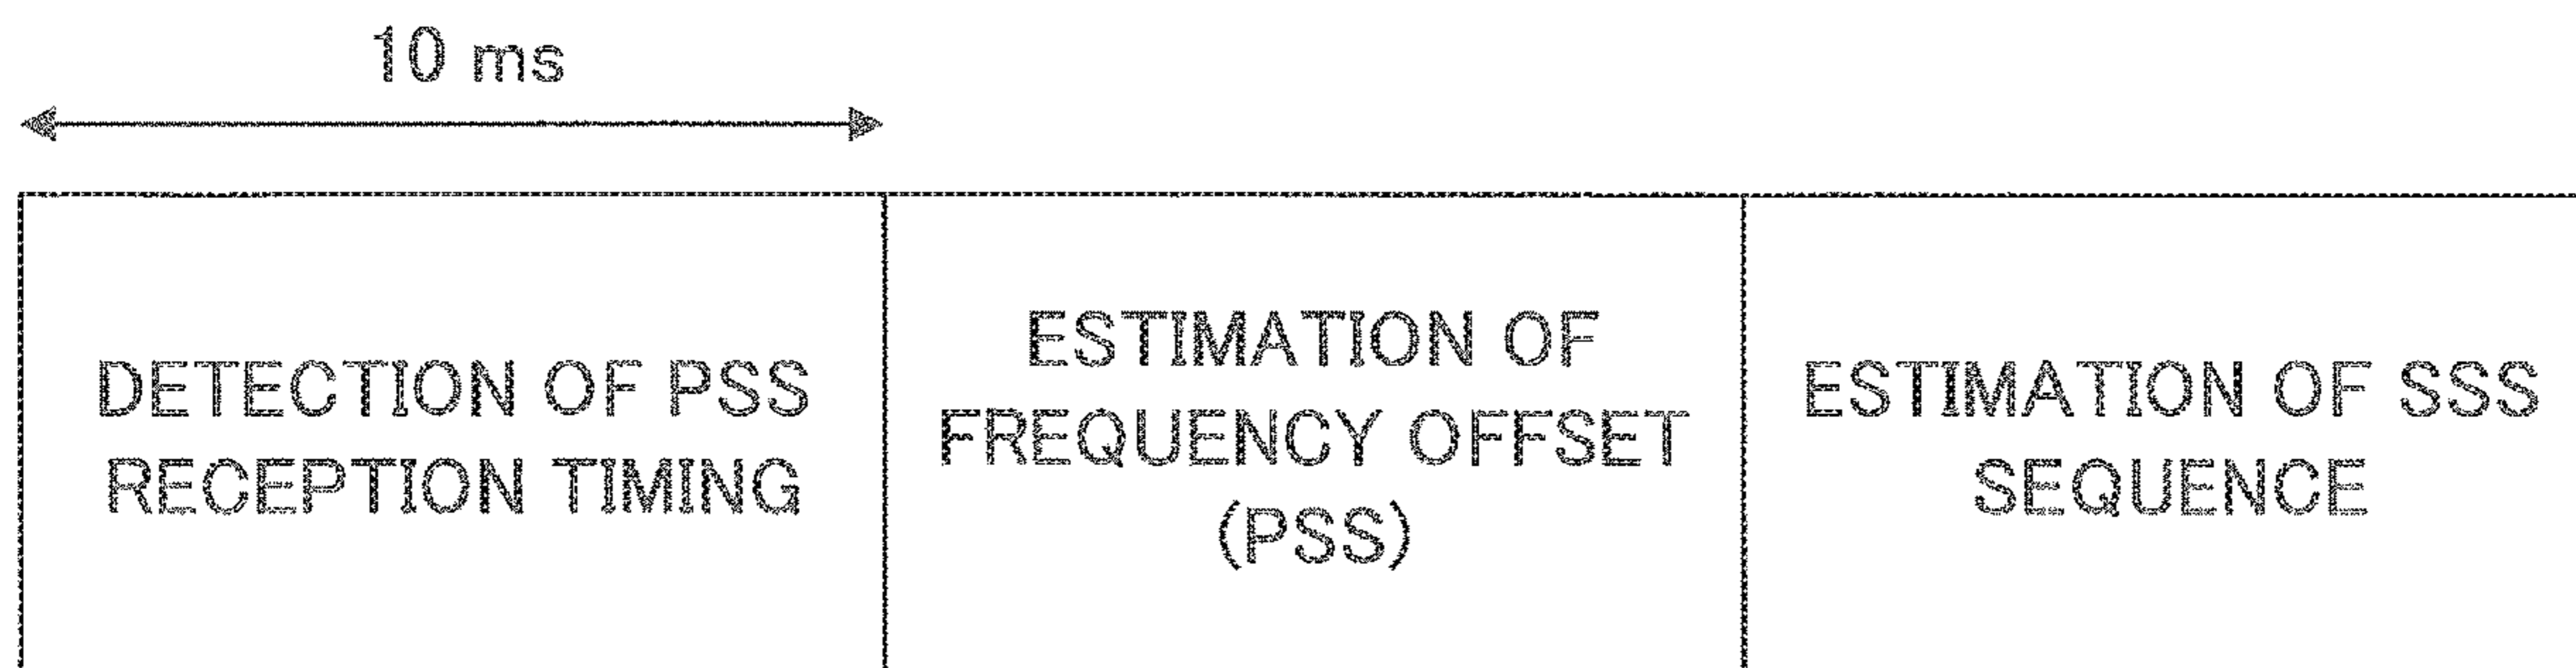 10 ms
DETECTION OF PSS
RECEPTION TIMING
ESTIMATION OF
FREQUENCY OFFSET
(PSS)
ESTIMATION OF SSS
SEQUENCE